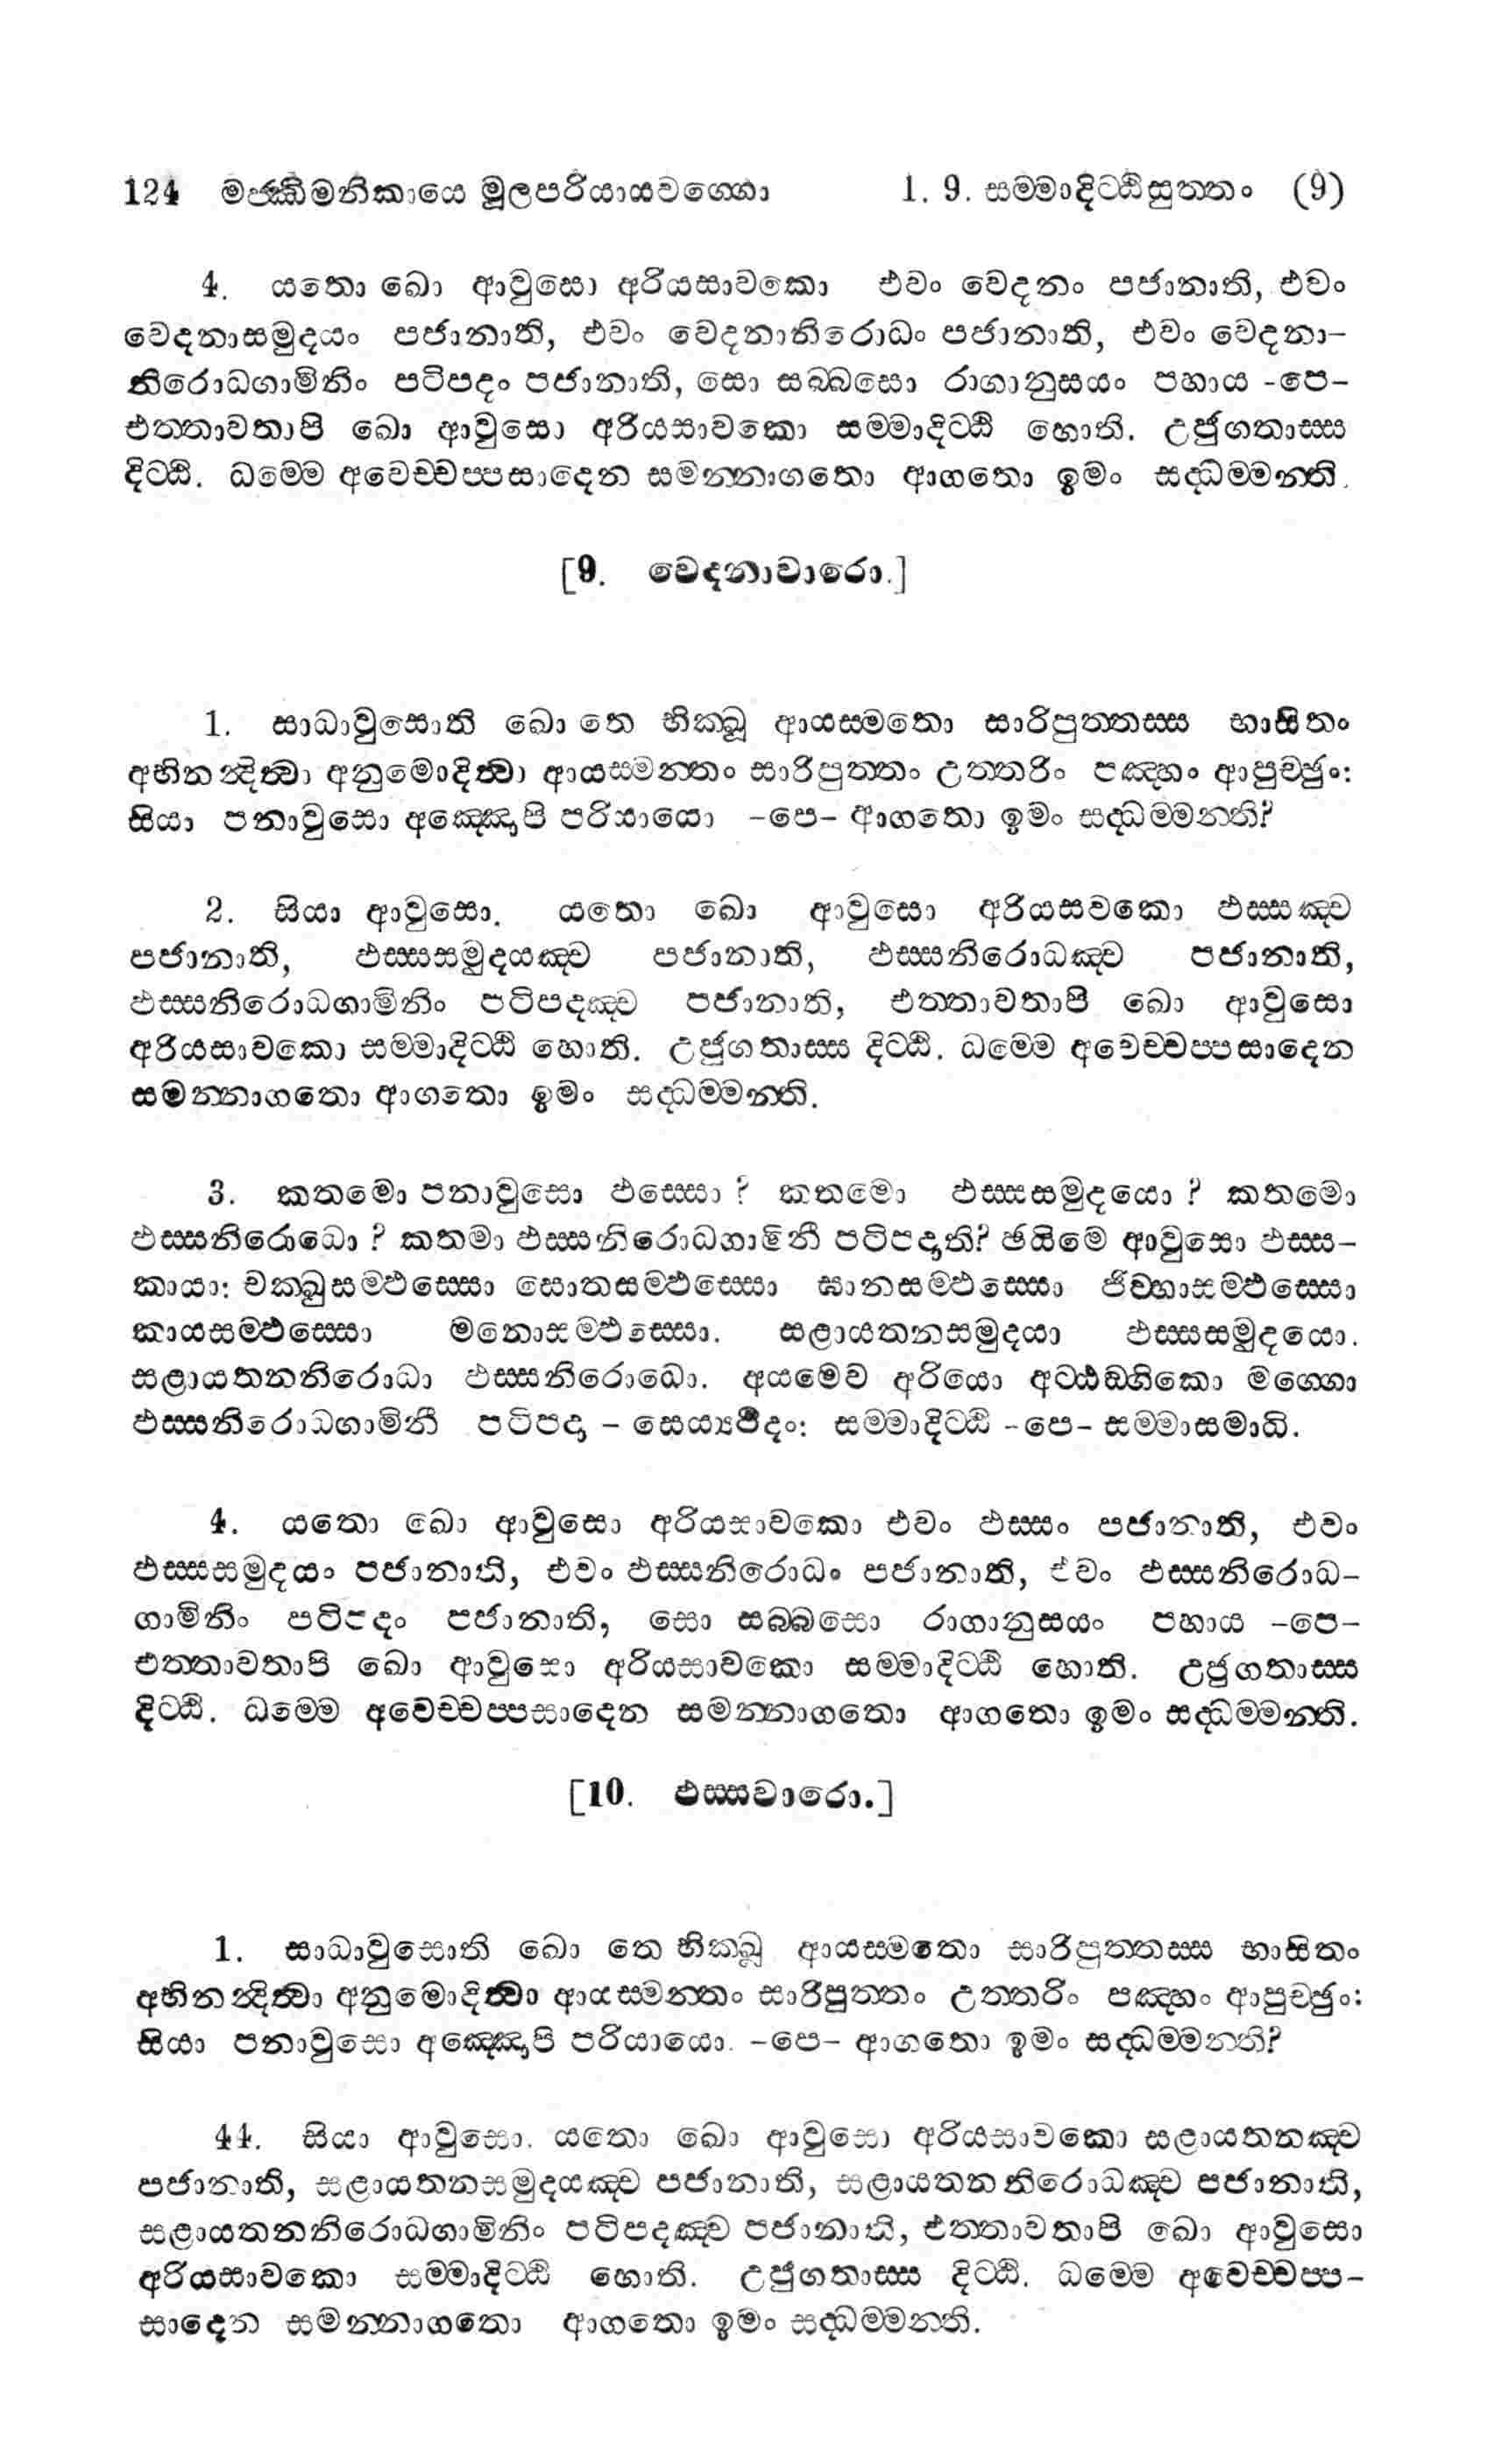 124 මජ්ඣිමනිකායෙ මූලපරියායවග්ගො 1. 9. සම්මාදිට්ඨිසුත්තං (9)
4. යතො ඛො ආවුසො අරියසාවකො එවං වෙදනං පජානාති, එවං
වෙදනාසමුදයං පජානාති, එවං වෙදනානිරොධං පජානාති, එවං වෙදනා-
නිරොධගාමිනිං පටිපදං පජානාති, සො සබ්බසො රාගානුසයං පහාය -පෙ-
එත්තාවතාපි ඛො ආවුසො අරියසාවකො සම්මාදිට්ඨි හොති. උජුගතාස්ස
දිට්ඨි. ධම්මෙ අවෙච්චප්පසාදෙන සමන්නාගතො ආගතො ඉමං සද්ධම්මන්ති.
[9. වෙදනාවාරො.]
1. සාධාවුසොති ඛො තෙ භික්ඛූ ආයස්මතො සාරිපුත්තස්ස භාසිතං
අභිනන්දිත්වා අනුමොදිත්වා ආයස්මන්තං සාරිපුත්තං උත්තරිං පඤ්හං ආපුච්ඡුං:
සියා පනාවුසො අඤ්ඤොපි පරියායො -පෙ- ආගතො ඉමං සද්ධම්මන්ති?
2. සියා ආවුසො. යතො ඛො ආවුසො අරියසවකො ඵස්සඤ්ච
පජානාති, ඵස්සසමුදයඤ්ච පජානාති, ඵස්සනිරොධඤ්ච පජානාති,
ඵස්සනිරොධගාමිනිං පටිපදඤ්ච පජානාති, එත්තාවතාපි ඛො ආවුසො
අරියසාවකො සම්මාදිට්ඨි හොති. උජුගතාස්ස දිට්ඨි. ධම්මෙ අවෙච්චප්පසාදෙන
සමන්නාගතො ආගතො ඉමං සද්ධම්මන්ති.
3. කතමො පනාවුසො ඵස්සො ? කතමො ඵස්සසමුදයො ? කතමො
ඵස්සනිරොධො ? කතමා ඵස්සනිරොධගාමිනී පටිපදාති? ඡයිමෙ ආවුසො ඵස්ස-
කායා: චක්ඛුසම්ඵස්සො සොතසම්ඵස්සො ඝානසම්ඵස්සො ජිව්හාසම්ඵස්සො
කායසම්ඵස්සො මනොසම්ඵස්සො. සළායතනසමුදයා ඵස්සසමුදයො.
සළායතනනිරොධා ඵස්සනිරොධො. අයමෙව අරියො අට්ඨඞ්ගිකො මග්ගො
ඵස්සනිරොධගාමිනී පටිපදා – සෙය්‍යථීදං: සම්මාදිට්ඨි -පෙ- සම්මාසමාධි.
4. යතො ඛො ආවුසො අරියසාවකො එවං ඵස්සං පජානාති, එවං
ඵස්සසමුදයං පජානාති, එවං ඵස්සනිරොධං පජානාති, එවං ඵස්සනිරොධ-
ගාමිනිං පටිපදං පජානාති, සො සබ්බසො රාගානුසයං පහාය -පෙ-
එත්තාවතාපි ඛො ආවුසො අරියසාවකො සම්මාදිට්ඨි හොති. උජුගතාස්ස
දිට්ඨි. ධම්මෙ අවෙච්චප්පසාදෙන සමන්නාගතො ආගතො ඉමං සද්ධම්මන්ති.
[10. ඵස්සවාරො.]
1. සාධාවුසොති ඛො තෙ භික්ඛූ ආයස්මතො සාරිපුත්තස්ස භාසිතං
අභිනන්දිත්වා අනුමොදිත්වා ආයස්මන්තං සාරිපුත්තං උත්තරිං පඤ්හං ආපුච්ඡුං:
සියා පනාවුසො අඤ්ඤොපි පරියායො. -පෙ- ආගතො ඉමං සද්ධම්මන්ති?
44. සියා ආවුසො. යතො ඛො ආවුසො අරියසාවකො සළායතනඤ්ච
පජානාති, සළායතනසමුදයඤ්ච පජානාති, සළායතනනිරොධඤ්ච පජානාති,
සළායතනනිරොධගාමිනිං පටිපදඤ්ච පජානාති, එත්තාවතාපි ඛො ආවුසො
අරියසාවකො සම්මාදිට්ඨි හොති. උජුගතාස්ස දිට්ඨි. ධම්මෙ අවෙච්චප්ප-
සාදෙන සමන්නාගතො ආගතො ඉමං සද්ධම්මන්ති.